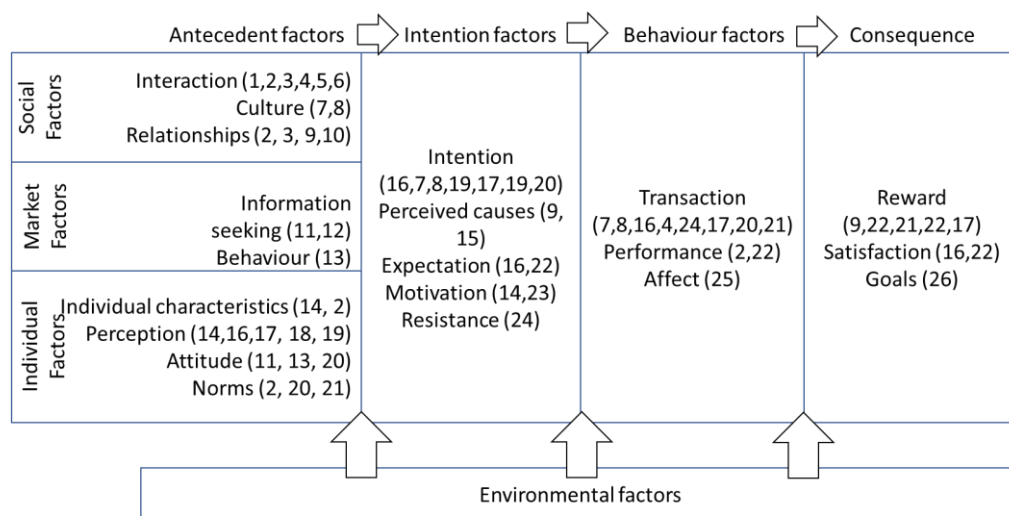 Antecedent factors
Intention factors
Behaviour factors
Consequence
Social
Factors
Interaction (1,2,3,4,5,6)
Culture (7,8)
Relationships (2, 3, 9,10)
Market
Factors
Information
seeking (11,12)
Behaviour (13)
Individual
Factors
Individual characteristics (14, 2)
Perception (14,16,17, 18, 19)
Attitude (11, 13, 20)
Norms (2, 20, 21)
Intention
(16,7,8,19,17,19,20)
Perceived causes (9,
15)
Expectation (16,22)
Motivation (14,23)
Resistance (24)
Transaction
(7,8,16,4,24,17,20,21)
Performance (2,22)
Affect (25)
Reward
(9,22,21,22,17)
Satisfaction (16,22)
Goals (26)
Environmental factors